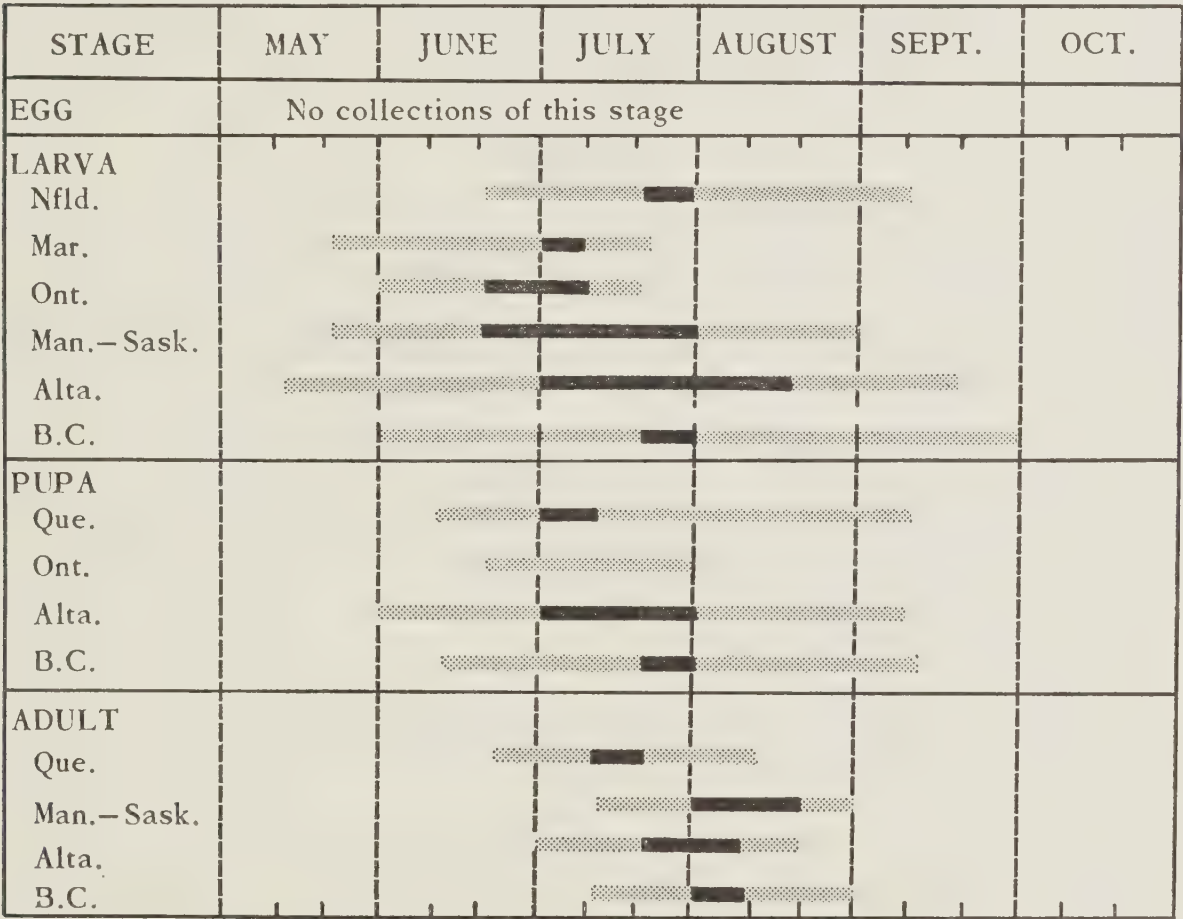 STAGE MAY JUNE JULY AUGUST SEPT. OCT.
EGG No collections of this stage
LARVA
Nfld.
Mar.
Ont.
Man.–Sask.
Alta.
B.C.
PUPA
Que.
Ont.
Alta.
B.C.
ADULT
Que.
Man.–Sask.
Alta.
B.C.